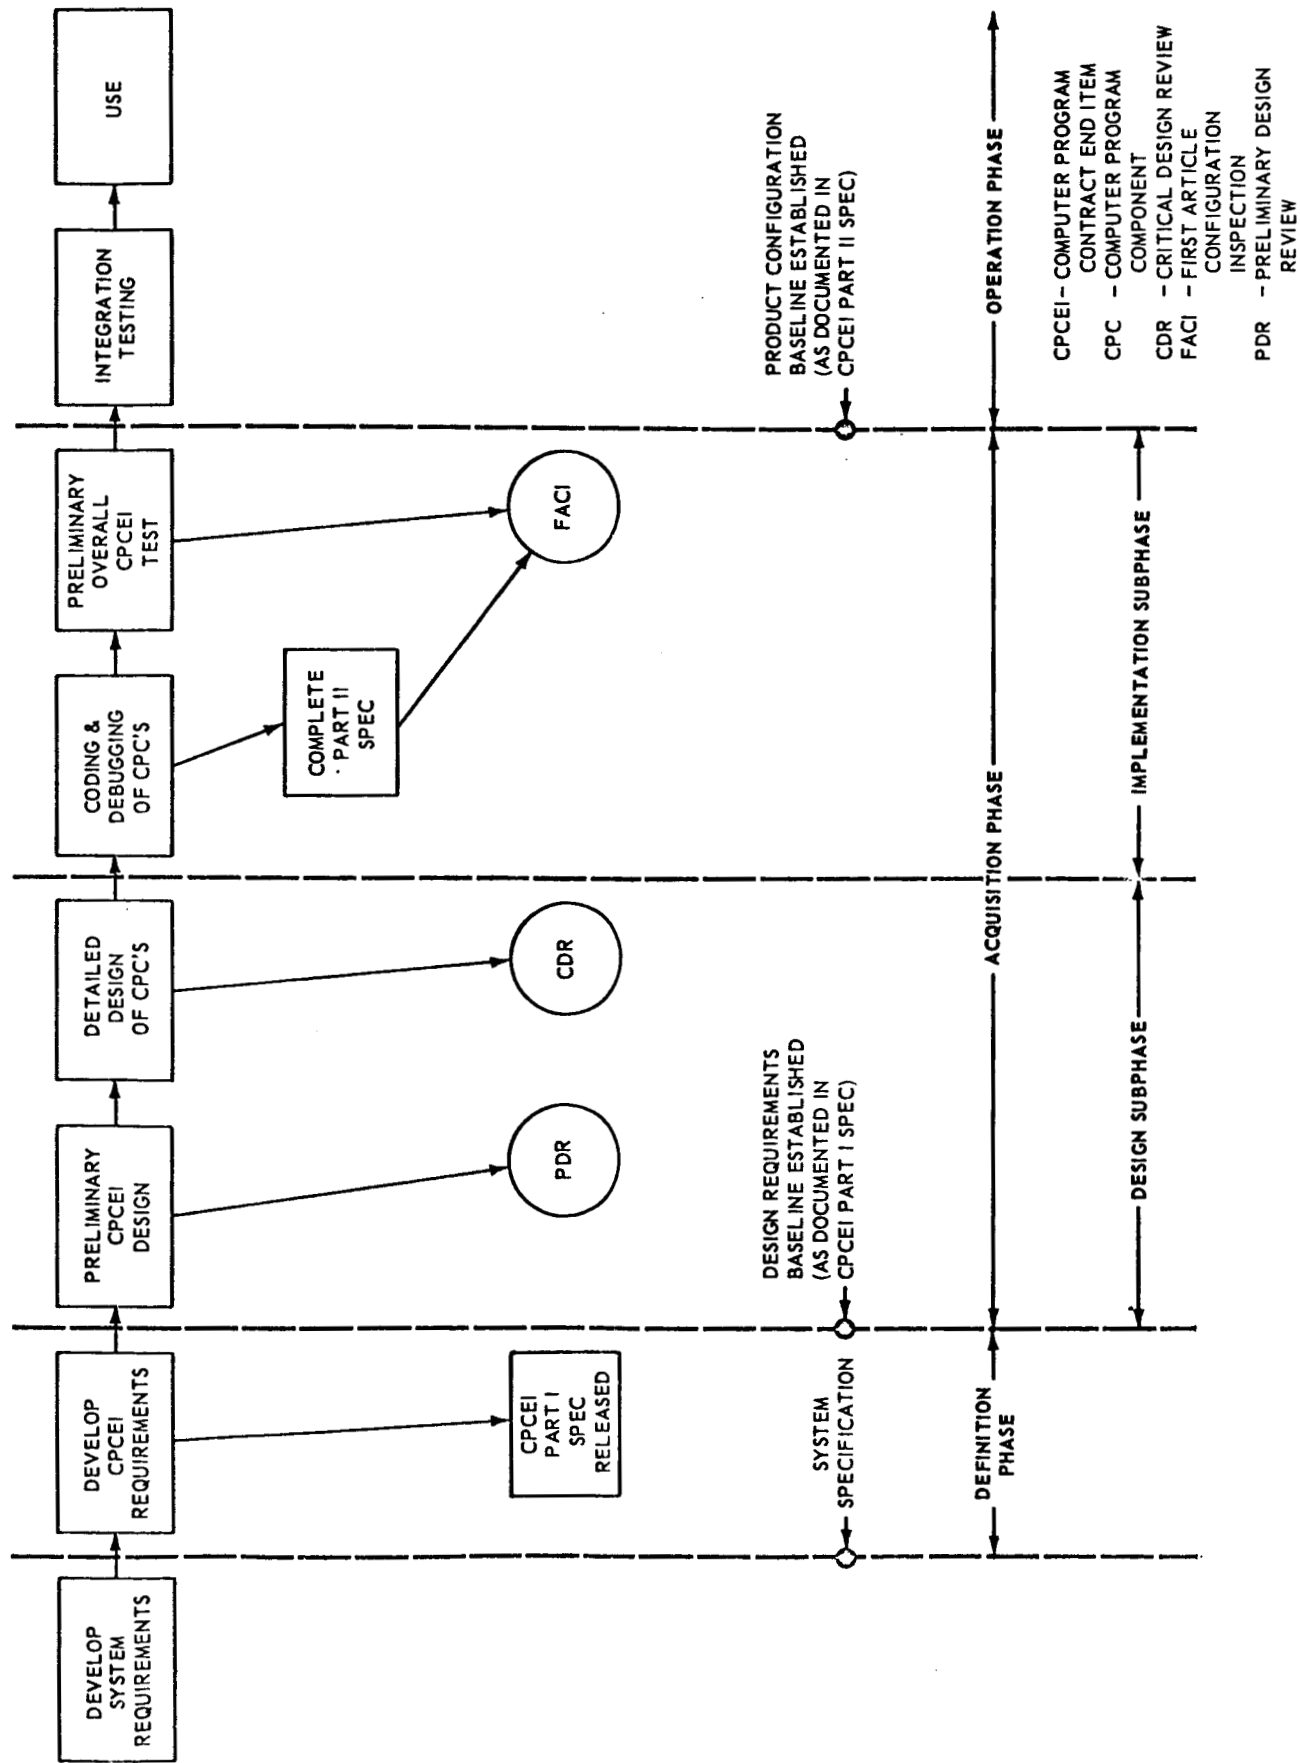 DEVELOP
SYSTEM
REQUIREMENTS
DEVELOP
CPCEI
REQUIREMENTS
PRELIMINARY
CPCEI
DESIGN
DETAILED
DESIGN
OF CPC'S
CODING &
DEBUGGING
OF CPC'S
PRELIMINARY
OVERALL
CPCEI
TEST
INTEGRATION
TESTING
USE
COMPLETE
PART II
SPEC
CPCEI
PART I
SPEC
RELEASED
PDR
CDR
FACI
SYSTEM
SPECIFICATION
DESIGN REQUIREMENTS
BASELINE ESTABLISHED
(AS DOCUMENTED IN
CPCEI PART I SPEC)
PRODUCT CONFIGURATION
BASELINE ESTABLISHED
(AS DOCUMENTED IN
CPCEI PART II SPEC)
DEFINITION
PHASE
ACQUISITION PHASE
OPERATION PHASE
DESIGN SUBPHASE
IMPLEMENTATION SUBPHASE
CPCEI – COMPUTER PROGRAM
CONTRACT END ITEM
CPC – COMPUTER PROGRAM
COMPONENT
CDR – CRITICAL DESIGN REVIEW
FACI – FIRST ARTICLE
CONFIGURATION
INSPECTION
PDR – PRELIMINARY DESIGN
REVIEW